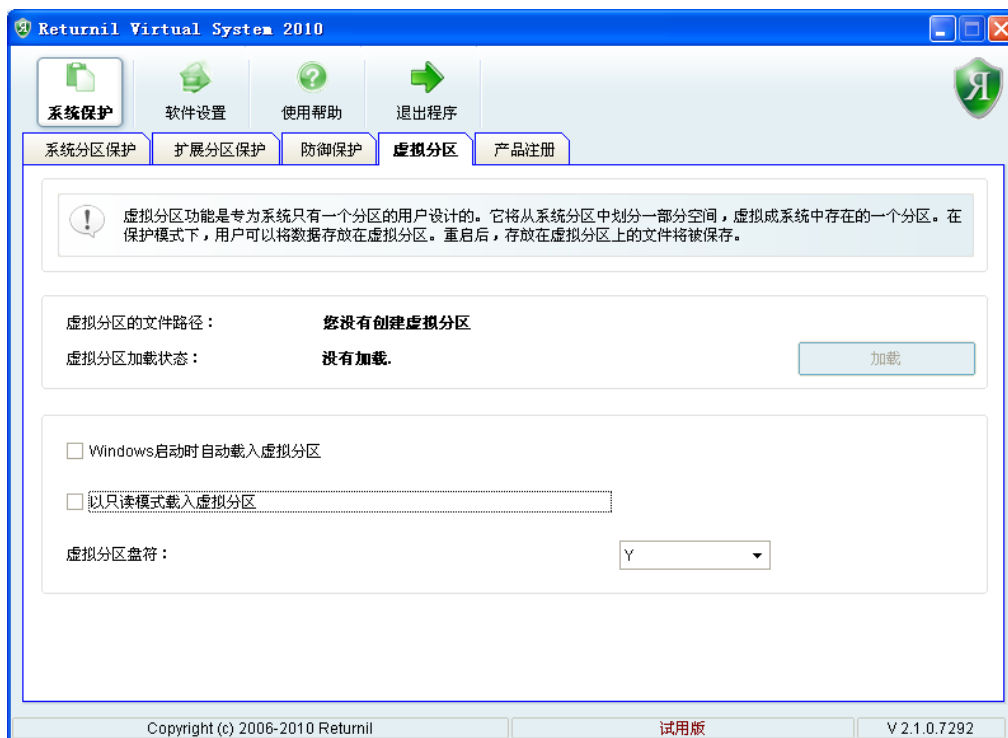 Returnil Virtual System 2010
系统保护
软件设置
使用帮助
退出程序
Я
系统分区保护
扩展分区保护
防御保护
虚拟分区
产品注册
虚拟分区功能是专为系统只有一个分区的用户设计的。它将从系统分区中划分一部分空间，虚拟成系统中存在的一个分区。在
保护模式下，用户可以将数据存放在虚拟分区。重启后，存放在虚拟分区上的文件将被保存。
虚拟分区的文件路径： 您没有创建虚拟分区
虚拟分区加载状态： 没有加载.
加载
Windows启动时自动载入虚拟分区
以只读模式载入虚拟分区
虚拟分区盘符： Y
Copyright (c) 2006-2010 Returnil
试用版
V 2.1.0.7292